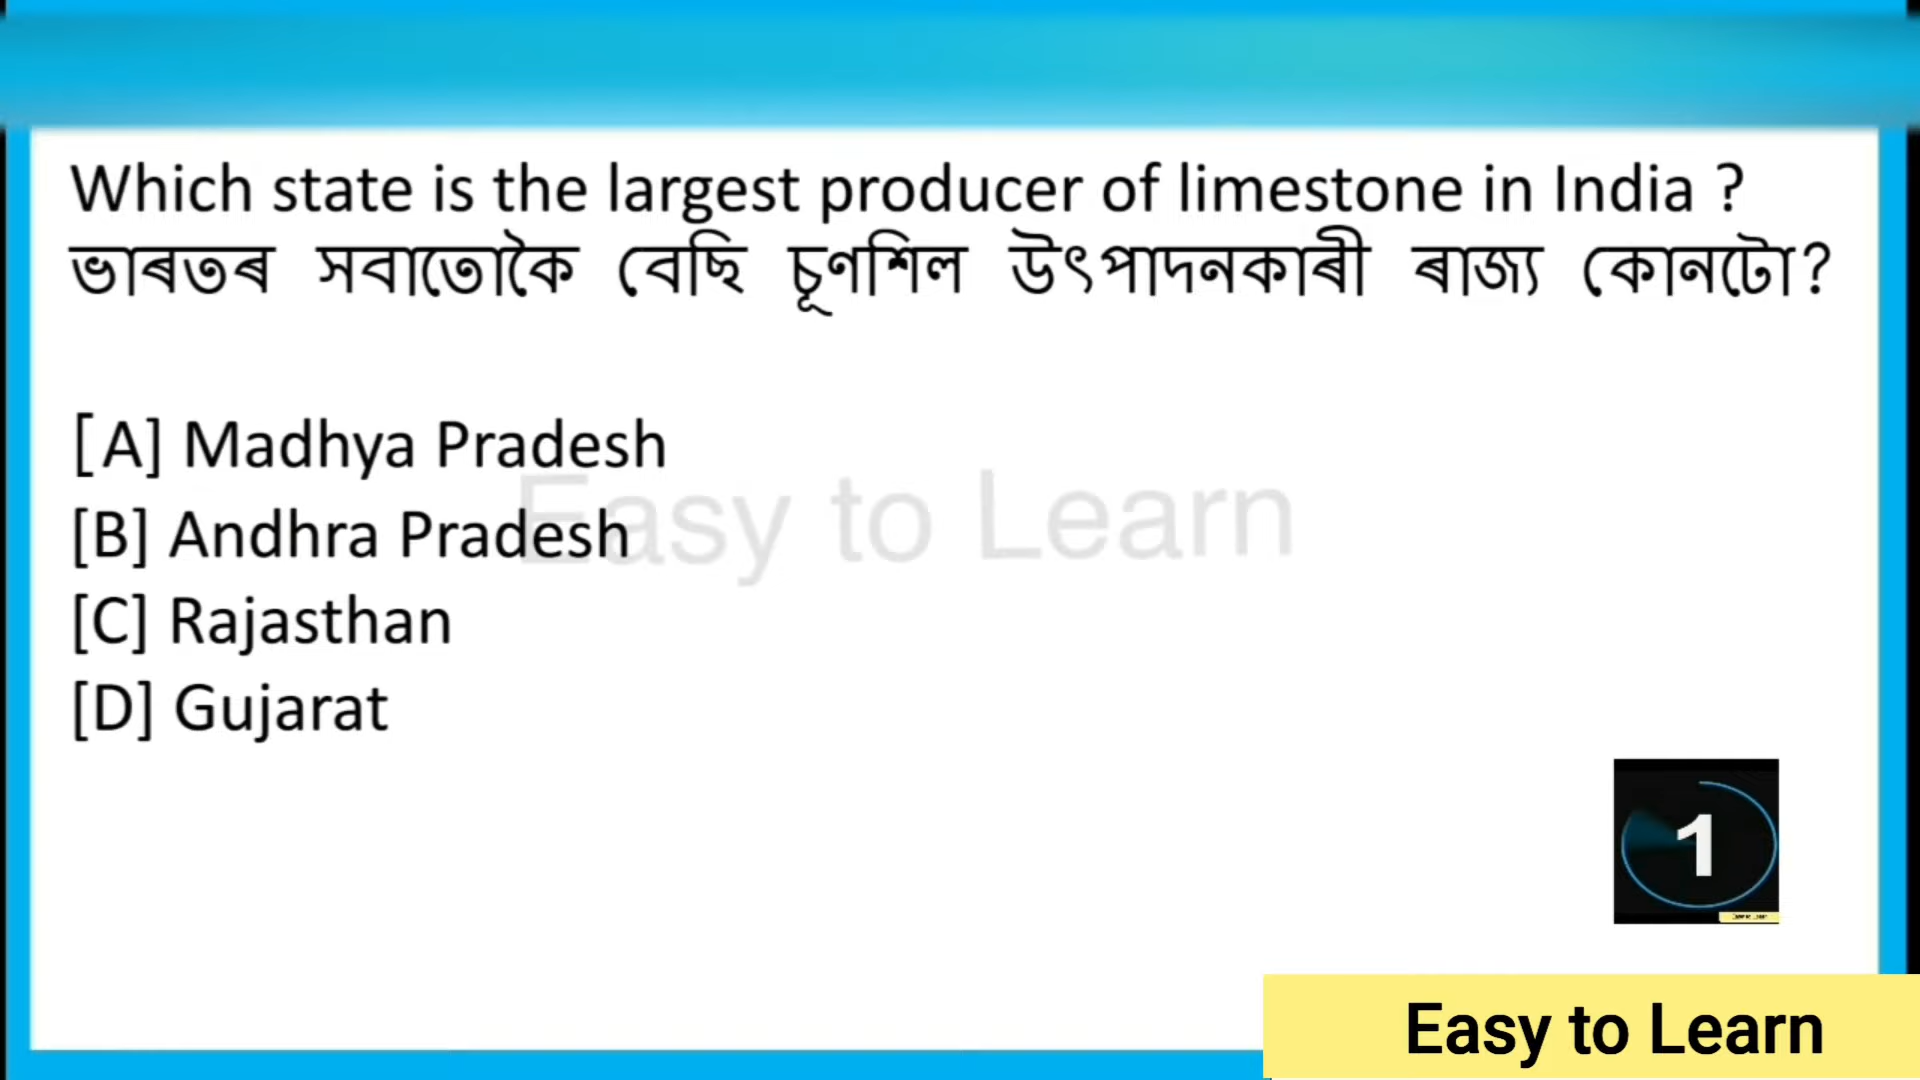 Which state is the largest producer of limestone in India ?
ভাৰতৰ সবাতোকৈ বেছি চূণশিল উৎপাদনকাৰী ৰাজ্য কোনটো?
[A] Madhya Pradesh
[B] Andhra Pradesh
[C] Rajasthan
[D] Gujarat
Easy to Learn
1
Easy to Learn